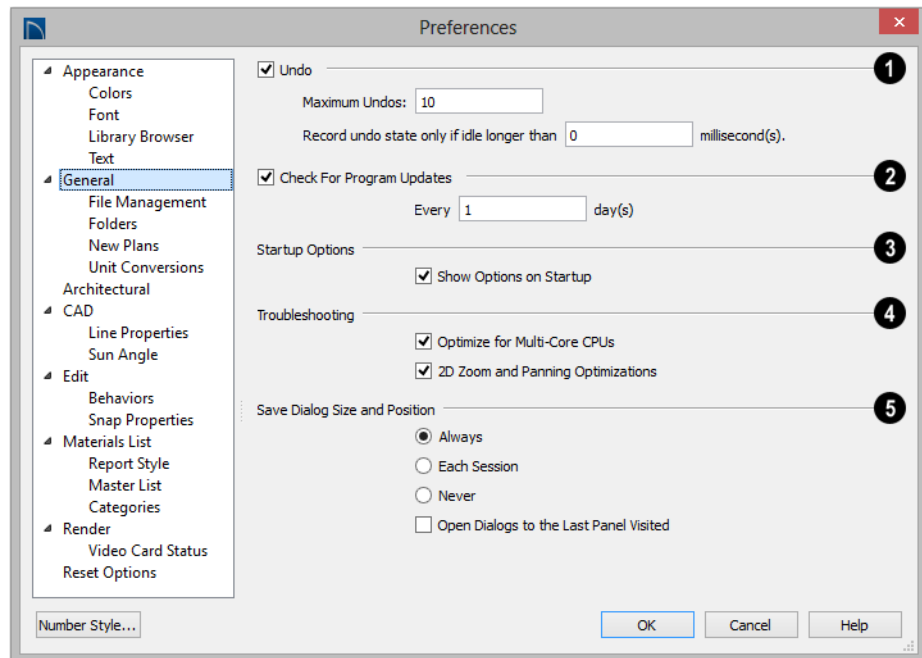 Preferences
Appearance
Colors
Font
Library Browser
Text
General
File Management
Folders
New Plans
Unit Conversions
Architectural
CAD
Line Properties
Sun Angle
Edit
Behaviors
Snap Properties
Materials List
Report Style
Master List
Categories
Render
Video Card Status
Reset Options
Undo 1
Maximum Undos: 10
Record undo state only if idle longer than 0 millisecond(s).
Check For Program Updates 2
Every 1 day(s)
Startup Options 3
Show Options on Startup
Troubleshooting 4
Optimize for Multi-Core CPUs
2D Zoom and Panning Optimizations
Save Dialog Size and Position 5
Always
Each Session
Never
Open Dialogs to the Last Panel Visited
Number Style... OK Cancel Help